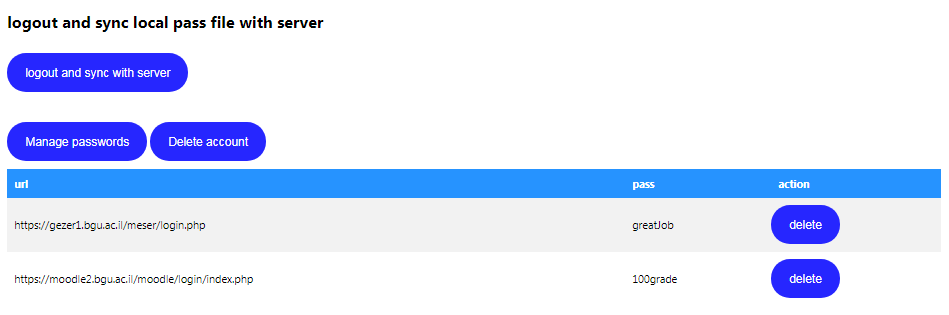 logout and sync local pass file with server
logout and sync with server
Manage passwords Delete account
url pass action
https://gezer1.bgu.ac.il/meser/login.php greatJob delete
https://moodle2.bgu.ac.il/moodle/login/index.php 100grade delete